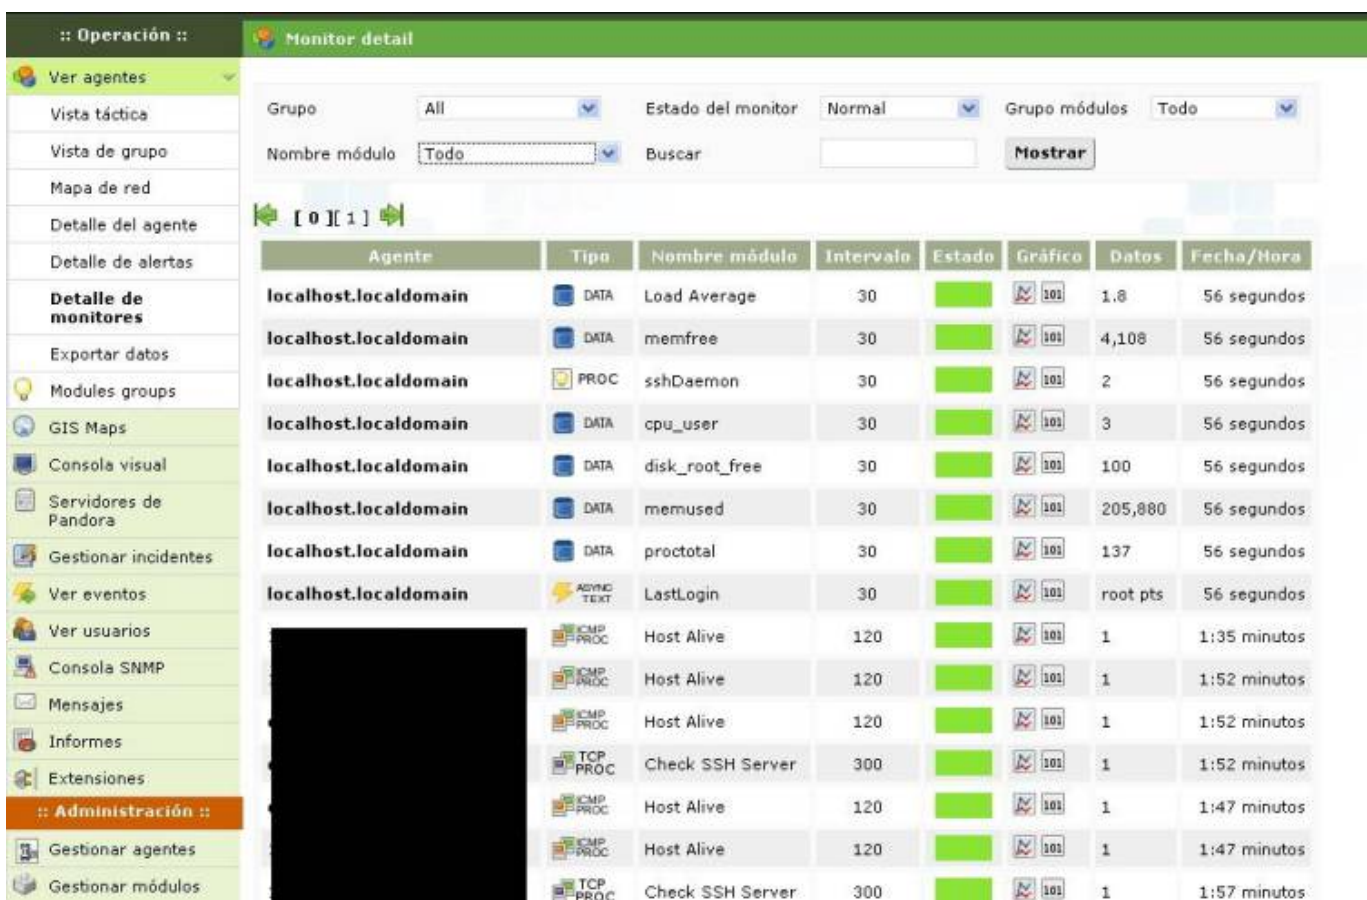 :: Operación ::
Monitor detail
Ver agentes
Vista táctica
Vista de grupo
Mapa de red
Detalle del agente
Detalle de alertas
Detalle de
monitores
Exportar datos
Modules groups
GIS Maps
Consola visual
Servidores de
Pandora
Gestionar incidentes
Ver eventos
Ver usuarios
Consola SNMP
Mensajes
Informes
Extensiones
:: Administración ::
Gestionar agentes
Gestionar módulos
Grupo All Estado del monitor Normal Grupo módulos Todo
Nombre módulo Todo Buscar Mostrar
[ 0 ][ 1 ]
Agente Tipo Nombre módulo Intervalo Estado Gráfico Datos Fecha/Hora
localhost.localdomain DATA Load Average 30 101 1.8 56 segundos
localhost.localdomain DATA memfree 30 101 4,108 56 segundos
localhost.localdomain PROC sshDaemon 30 101 2 56 segundos
localhost.localdomain DATA cpu_user 30 101 3 56 segundos
localhost.localdomain DATA disk_root_free 30 101 100 56 segundos
localhost.localdomain DATA memused 30 101 205,880 56 segundos
localhost.localdomain DATA proctotal 30 101 137 56 segundos
localhost.localdomain ASYNC TEXT LastLogin 30 101 root pts 56 segundos
ICMP PROC Host Alive 120 101 1 1:35 minutos
ICMP PROC Host Alive 120 101 1 1:52 minutos
ICMP PROC Host Alive 120 101 1 1:52 minutos
TCP PROC Check SSH Server 300 101 1 1:52 minutos
ICMP PROC Host Alive 120 101 1 1:47 minutos
ICMP PROC Host Alive 120 101 1 1:47 minutos
TCP PROC Check SSH Server 300 101 1 1:57 minutos